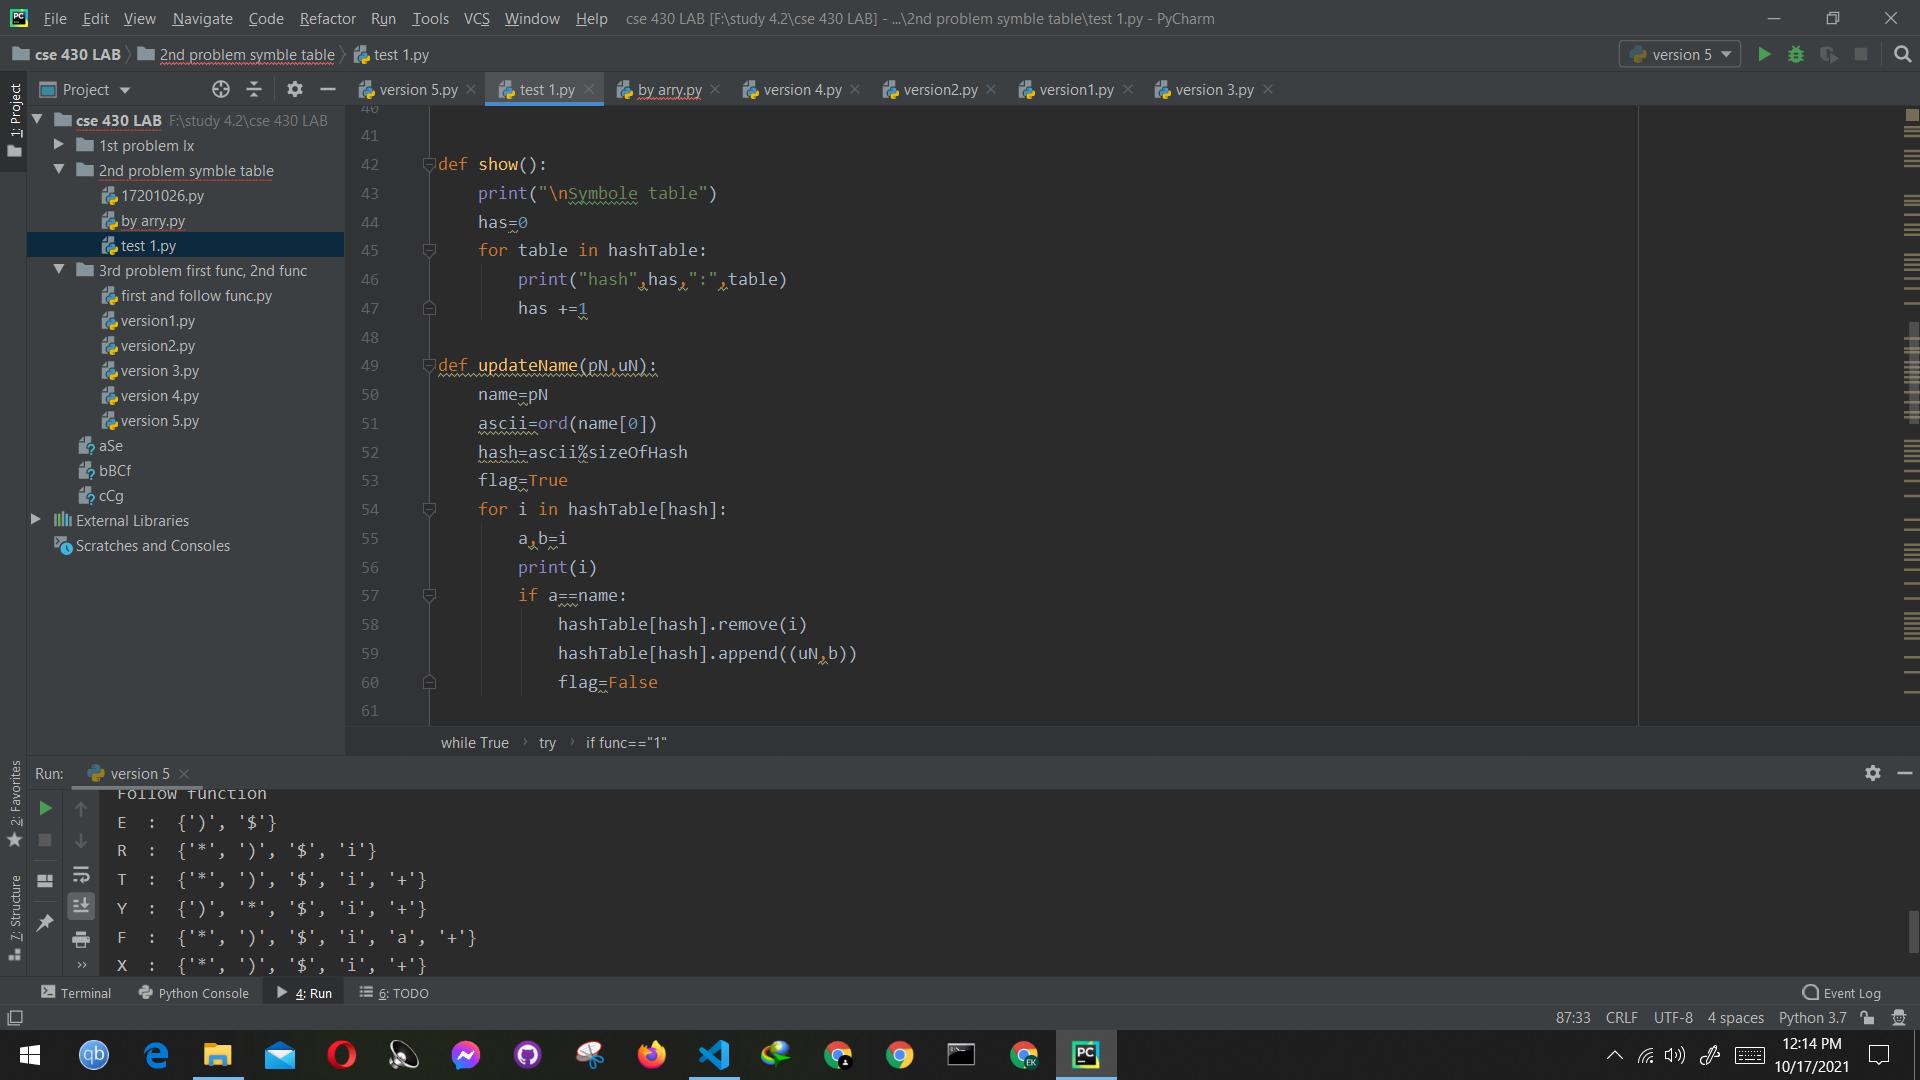 File Edit View Navigate Code Refactor Run Tools VCS Window Help cse 430 LAB [F:\study 4.2\cse 430 LAB] - ...\2nd problem symble table\test 1.py - PyCharm
cse 430 LAB 2nd problem symble table test 1.py version 5
Project version 5.py test 1.py by arry.py version 4.py version2.py version1.py version 3.py
1: Project
cse 430 LAB F:\study 4.2\cse 430 LAB
1st problem lx
2nd problem symble table
17201026.py
by arry.py
test 1.py
3rd problem first func, 2nd func
first and follow func.py
version1.py
version2.py
version 3.py
version 4.py
version 5.py
aSe
bBCf
cCg
External Libraries
Scratches and Consoles
40
41
42 def show():
43 print("\nSymbole table")
44 has=0
45 for table in hashTable:
46 print("hash",has,":",table)
47 has +=1
48
49 def updateName(pN,uN):
50 name=pN
51 ascii=ord(name[0])
52 hash=ascii%sizeOfHash
53 flag=True
54 for i in hashTable[hash]:
55 a,b=i
56 print(i)
57 if a==name:
58 hashTable[hash].remove(i)
59 hashTable[hash].append((uN,b))
60 flag=False
61
while True try if func=="1"
2: Favorites
7: Structure
Run: version 5
Follow function
E : {')', '$'}
R : {'*', ')', '$', 'i'}
T : {'*', ')', '$', 'i', '+'}
Y : {')', '*', '$', 'i', '+'}
F : {'*', ')', '$', 'i', 'a', '+'}
X : {'*', ')', '$', 'i', '+'}
Terminal Python Console 4: Run 6: TODO Event Log
87:33 CRLF UTF-8 4 spaces Python 3.7
qb PC EK PC
12:14 PM
10/17/2021